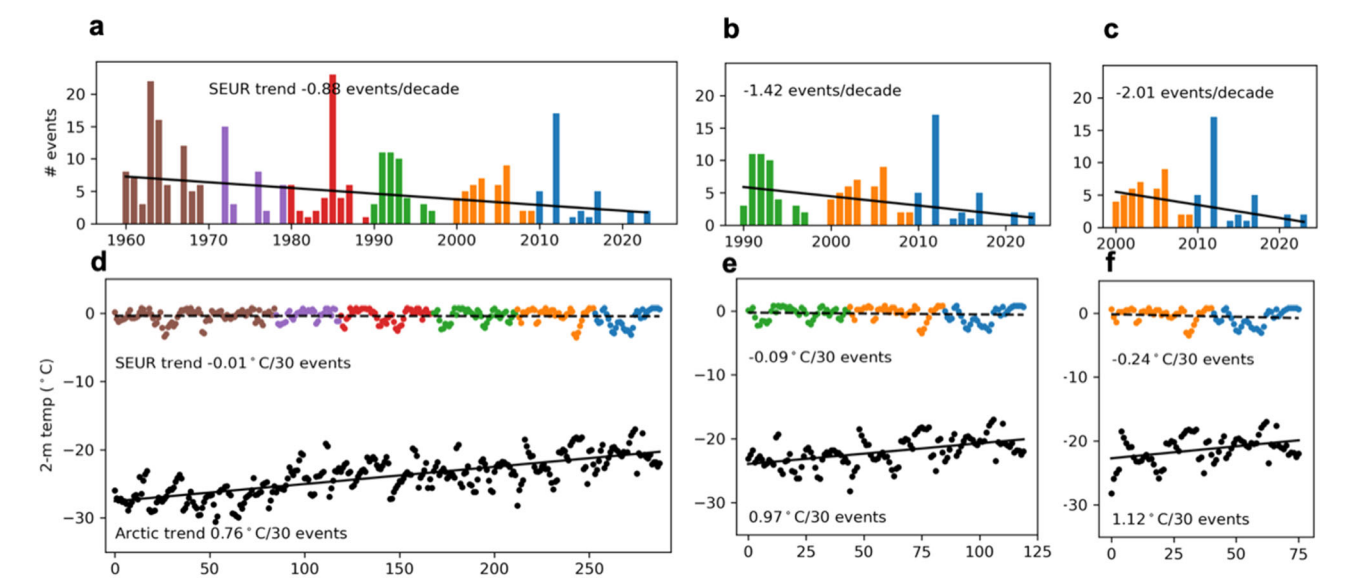 a
b
c
SEUR trend -0.88 events/decade
-1.42 events/decade
-2.01 events/decade
# events
20
15
10
5
0
1960 1970 1980 1990 2000 2010 2020
20
15
10
5
0
1990 2000 2010 2020
20
15
10
5
0
2000 2010 2020
d
e
f
2-m temp (°C)
0
−10
−20
−30
SEUR trend -0.01°C/30 events
Arctic trend 0.76°C/30 events
0 50 100 150 200 250
0
−10
−20
−30
-0.09°C/30 events
0.97°C/30 events
0 25 50 75 100 125
0
-10
-20
-30
-0.24°C/30 events
1.12°C/30 events
0 25 50 75